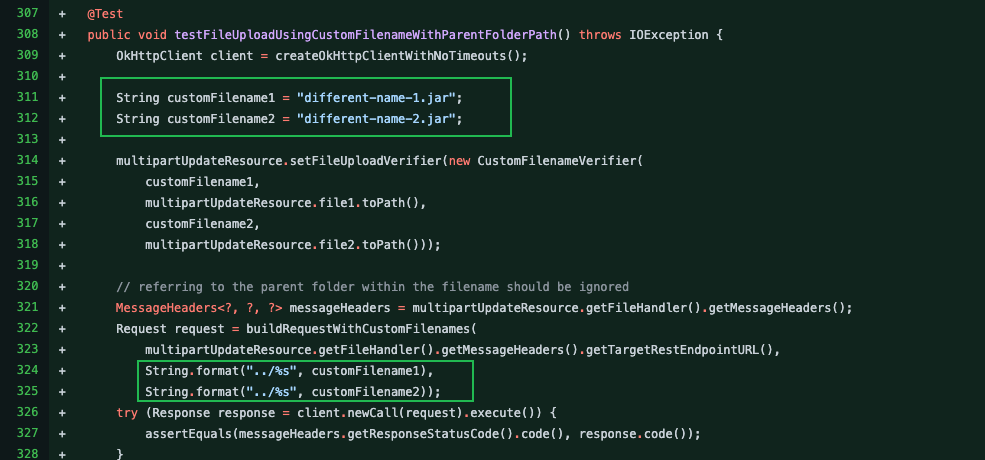 307 + @Test
308 + public void testFileUploadUsingCustomFilenameWithParentFolderPath() throws IOException {
309 + OkHttpClient client = createOkHttpClientWithNoTimeouts();
310 +
311 + String customFilename1 = "different-name-1.jar";
312 + String customFilename2 = "different-name-2.jar";
313 +
314 + multipartUpdateResource.setFileUploadVerifier(new CustomFilenameVerifier(
315 + customFilename1,
316 + multipartUpdateResource.file1.toPath(),
317 + customFilename2,
318 + multipartUpdateResource.file2.toPath()));
319 +
320 + // referring to the parent folder within the filename should be ignored
321 + MessageHeaders<?, ?, ?> messageHeaders = multipartUpdateResource.getFileHandler().getMessageHeaders();
322 + Request request = buildRequestWithCustomFilenames(
323 + multipartUpdateResource.getFileHandler().getMessageHeaders().getTargetRestEndpointURL(),
324 + String.format("../%s", customFilename1),
325 + String.format("../%s", customFilename2));
326 + try (Response response = client.newCall(request).execute()) {
327 + assertEquals(messageHeaders.getResponseStatusCode().code(), response.code());
328 + }